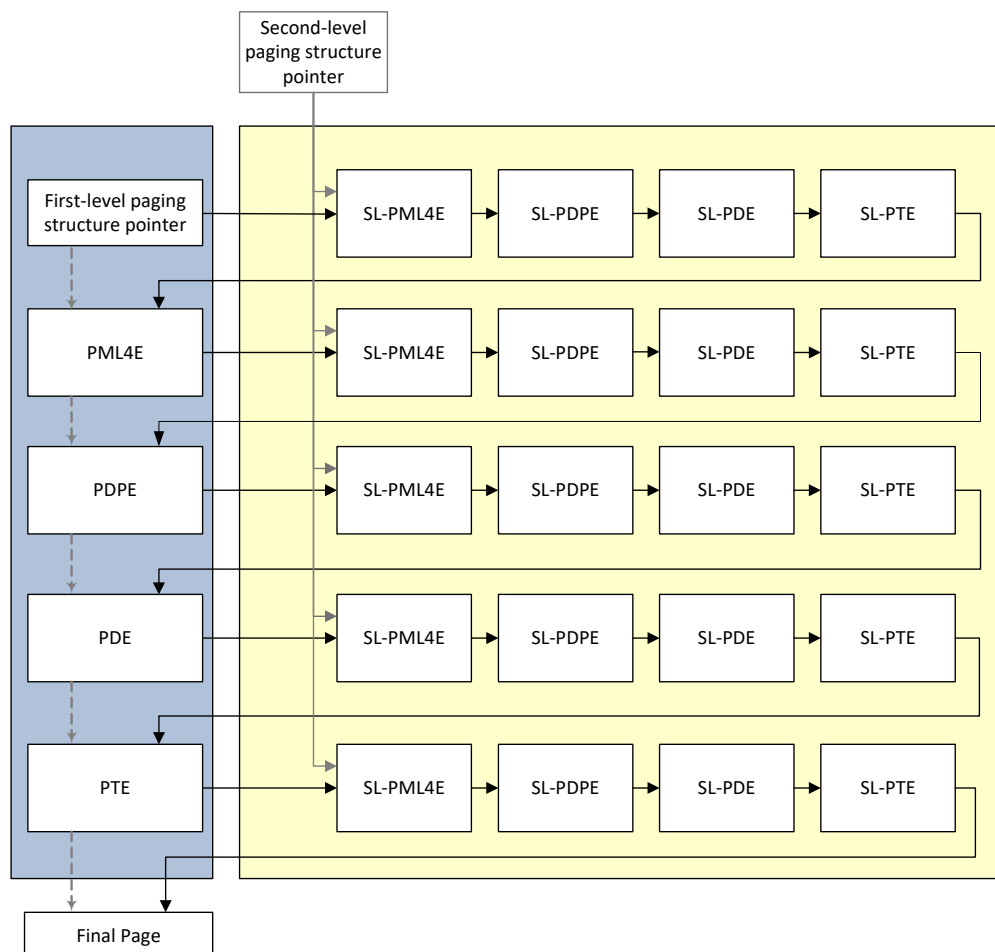 Second-level
paging structure
pointer
First-level paging
structure pointer
SL-PML4E
SL-PDPE
SL-PDE
SL-PTE
PML4E
SL-PML4E
SL-PDPE
SL-PDE
SL-PTE
PDPE
SL-PML4E
SL-PDPE
SL-PDE
SL-PTE
PDE
SL-PML4E
SL-PDPE
SL-PDE
SL-PTE
PTE
SL-PML4E
SL-PDPE
SL-PDE
SL-PTE
Final Page